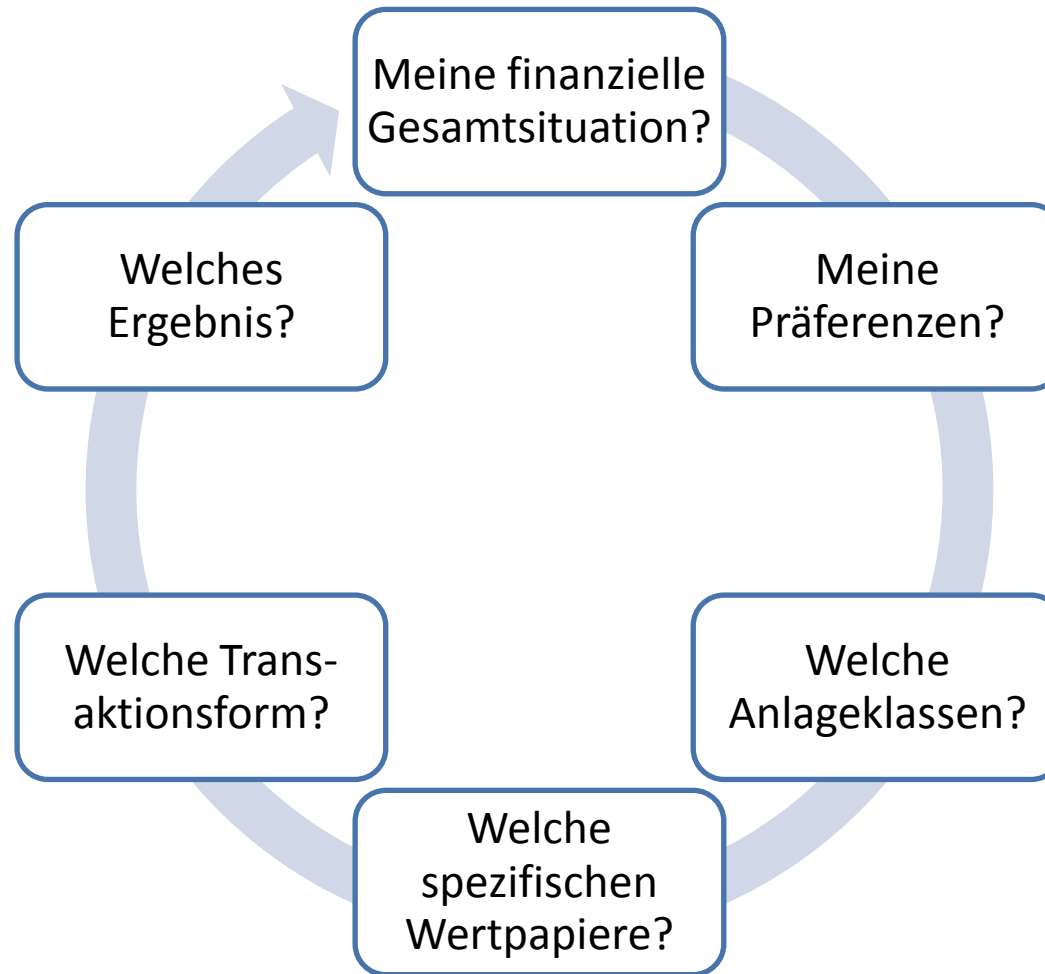 Meine finanzielle
Gesamtsituation?
Meine
Präferenzen?
Welche
Anlageklassen?
Welche
spezifischen
Wertpapiere?
Welche Trans-
aktionsform?
Welches
Ergebnis?